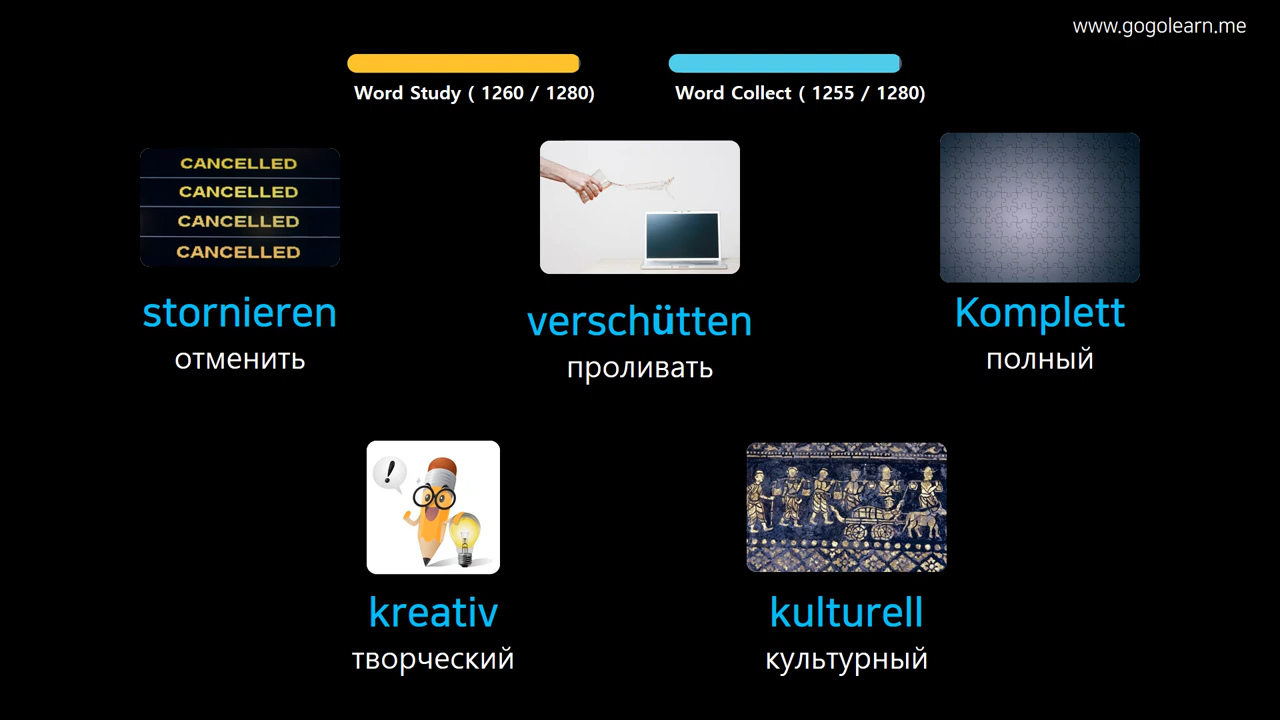 www.gogolearn.me
Word Study ( 1260 / 1280)
Word Collect ( 1255 / 1280)
CANCELLED
CANCELLED
CANCELLED
CANCELLED
stornieren
отменить
verschütten
проливать
Komplett
полный
!
kreativ
творческий
kulturell
культурный